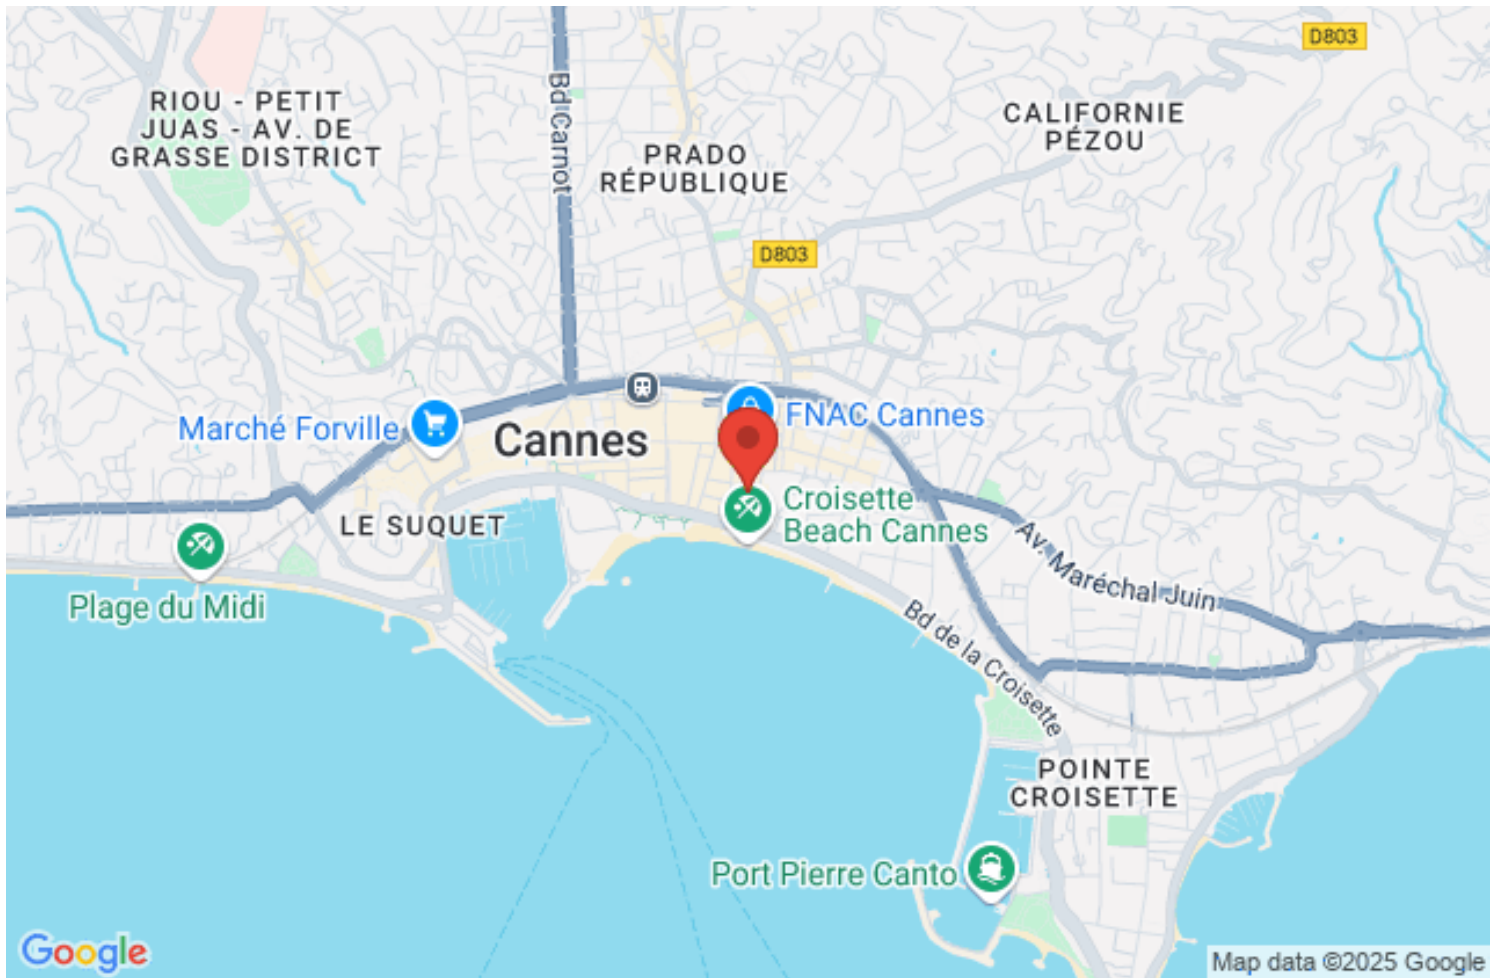 D803
RIOU - PETIT
JUAS - AV. DE
GRASSE DISTRICT
Bd Carnot
CALIFORNIE
PÉZOU
PRADO
RÉPUBLIQUE
D803
Marché Forville
Cannes
FNAC Cannes
Croisette
Beach Cannes
LE SUQUET
Av. Maréchal Juin
Plage du Midi
Bd de la Croisette
POINTE
CROISETTE
Port Pierre Canto
Google
Map data ©2025 Google